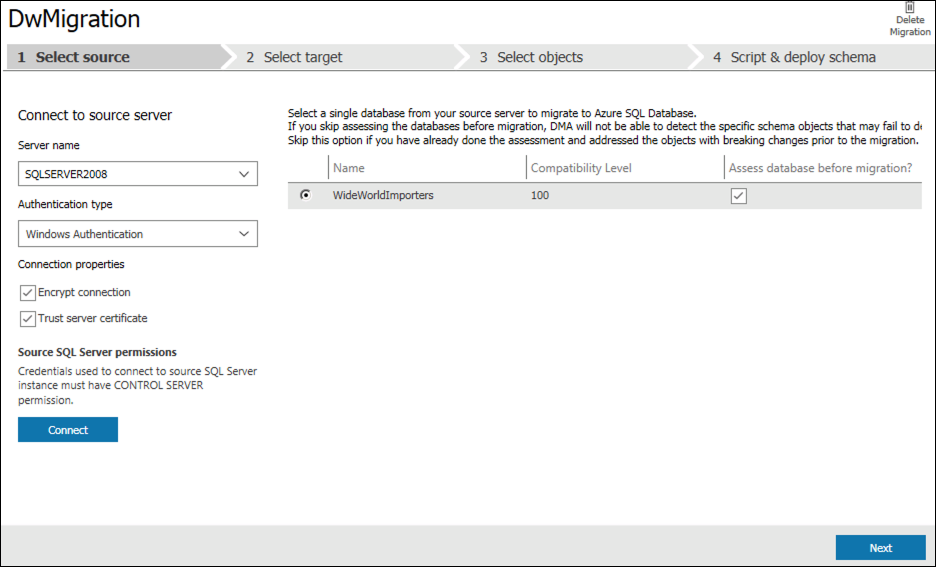 DwMigration
Delete
Migration
1 Select source
2 Select target
3 Select objects
4 Script & deploy schema
Connect to source server
Server name
SQLSERVER2008
Authentication type
Windows Authentication
Connection properties
Encrypt connection
Trust server certificate
Source SQL Server permissions
Credentials used to connect to source SQL Server
instance must have CONTROL SERVER
permission.
Connect
Select a single database from your source server to migrate to Azure SQL Database.
If you skip assessing the databases before migration, DMA will not be able to detect the specific schema objects that may fail to de
Skip this option if you have already done the assessment and addressed the objects with breaking changes prior to the migration.
Name Compatibility Level Assess database before migration?
WideWorldImporters 100
Next